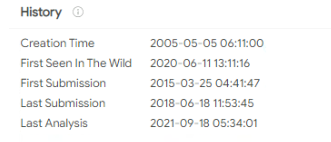 History
Creation Time 2005-05-05 06:11:00
First Seen In The Wild 2020-06-11 13:11:16
First Submission 2015-03-25 04:41:47
Last Submission 2018-06-18 11:53:45
Last Analysis 2021-09-18 05:34:01